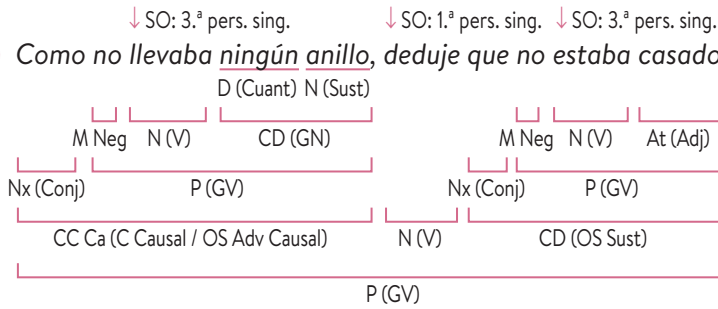 ↓ SO: 3.ª pers. sing. ↓ SO: 1.ª pers. sing. ↓ SO: 3.ª pers. sing.
Como no llevaba ningún anillo, deduje que no estaba casado
D (Cuant) N (Sust)
M Neg N (V) CD (GN) M Neg N (V) At (Adj)
Nx (Conj) P (GV) Nx (Conj) P (GV)
CC Ca (C Causal / OS Adv Causal) N (V) CD (OS Sust)
P (GV)